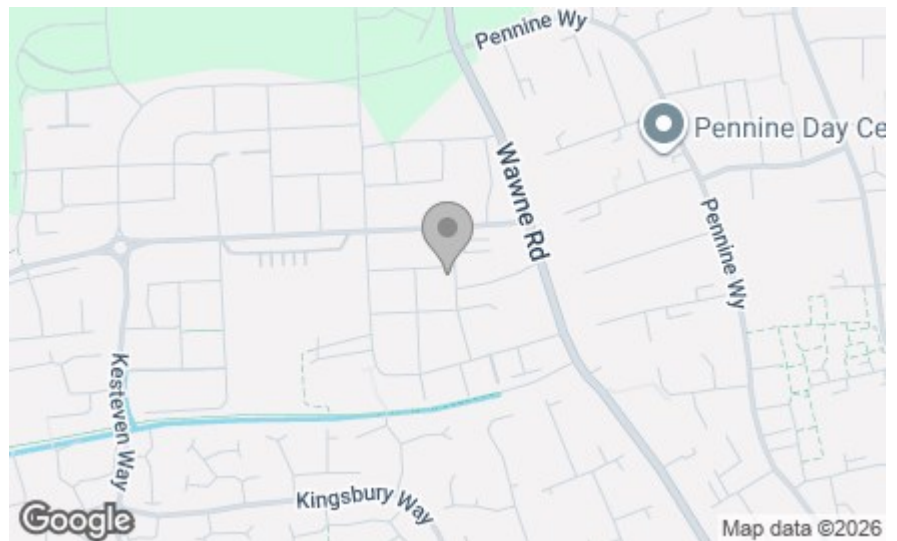 Pennine Wy
Pennine Day Ce
Wawne Rd
Pennine Wy
Kesteven Way
Kingsbury Way
Google
Map data ©2026